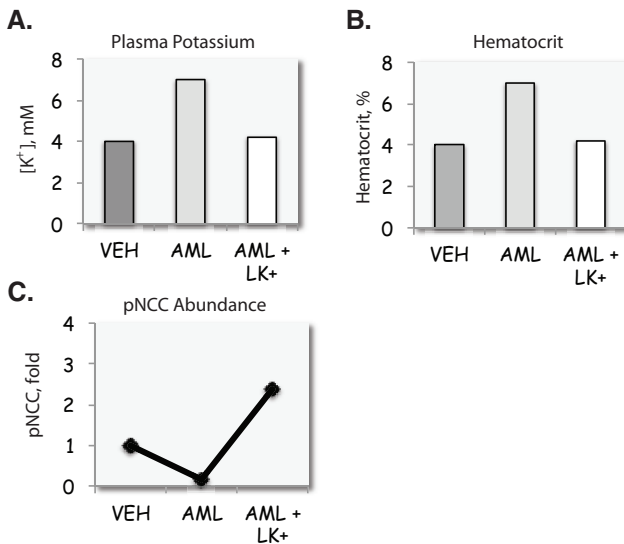 A.
Plasma Potassium
[K+], mM
8
6
4
2
0
VEH AML AML +
LK+
B.
Hematocrit
Hematocrit, %
8
6
4
2
0
VEH AML AML +
LK+
C.
pNCC Abundance
pNCC, fold
4
3
2
1
0
VEH AML AML +
LK+